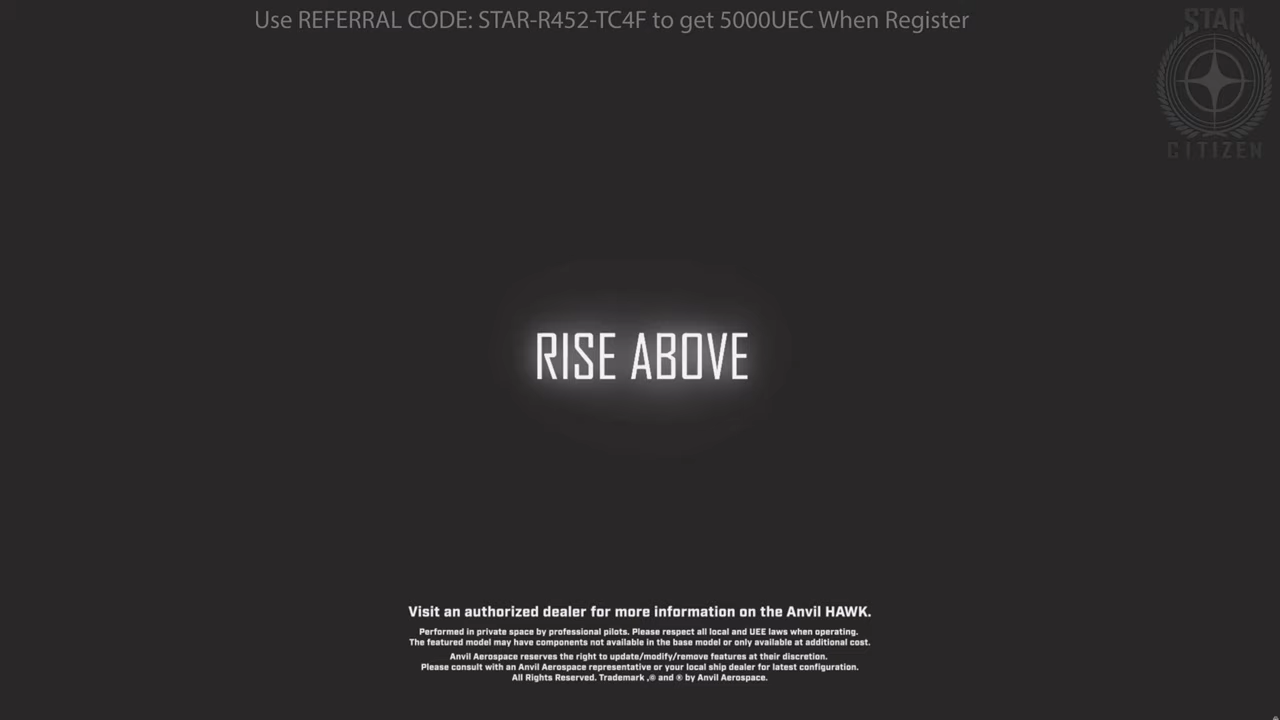 Use REFERRAL CODE: STAR-R452-TC4F to get 5000UEC When Register
STAR
CITIZEN
RISE ABOVE
Visit an authorized dealer for more information on the Anvil HAWK.
Performed in private space by professional pilots. Please respect all local and UEE laws when operating.
The featured model may have components not available in the base model or only available at additional cost.
Anvil Aerospace reserves the right to update/modify/remove features at their discretion.
Please consult with an Anvil Aerospace representative or your local ship dealer for latest configuration.
All Rights Reserved. Trademark ,© and ® by Anvil Aerospace.